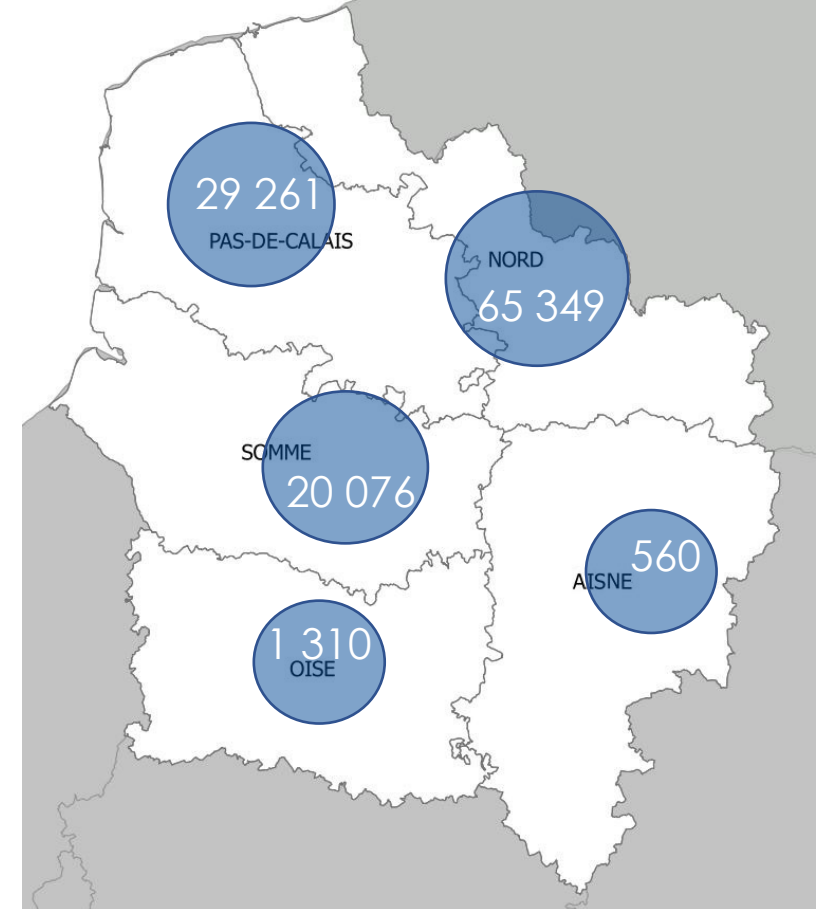 29 261
PAS-DE-CALAIS
NORD
65 349
SOMME
20 076
560
AISNE
1 310
OISE